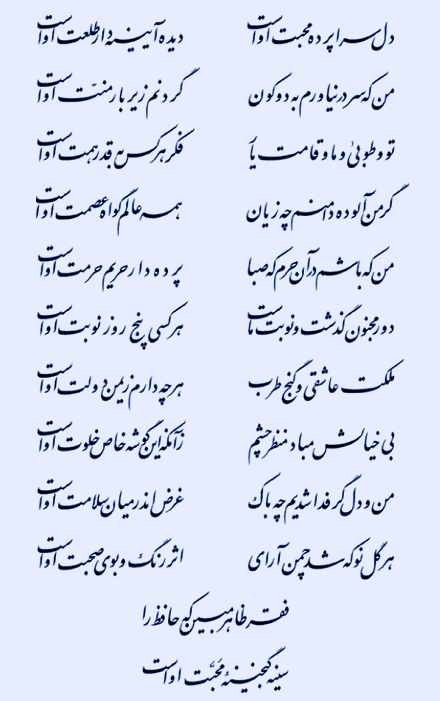 دل سراپرده محبت اوست دیده آیینه دار طلعت اوست
من که سر در نیاورم به دو کون گردنم زیر بار منت اوست
تو و طوبی و ما و قامت یار فکر هر کس به قدر همت اوست
گر من آلوده دامنم چه زیان همه عالم گواه عصمت اوست
من که باشم در آن حرم که صبا پرده دار حریم حرمت اوست
دور مجنون گذشت و نوبت ماست هر کسی پنج روز نوبت اوست
ملکت عاشقی و گنج طرب هر چه دارم ز یمن دولت اوست
بی خیالش مباد منظر چشم زآنکه این گوشه خاص خلوت اوست
من و دل گر فدا شدیم چه باک غرض اندر میان سلامت اوست
هر گل نو که شد چمن آرای اثر رنگ و بوی صحبت اوست
فقر ظاهر مبین که حافظ را
سینه گنجینهٔ محبت اوست